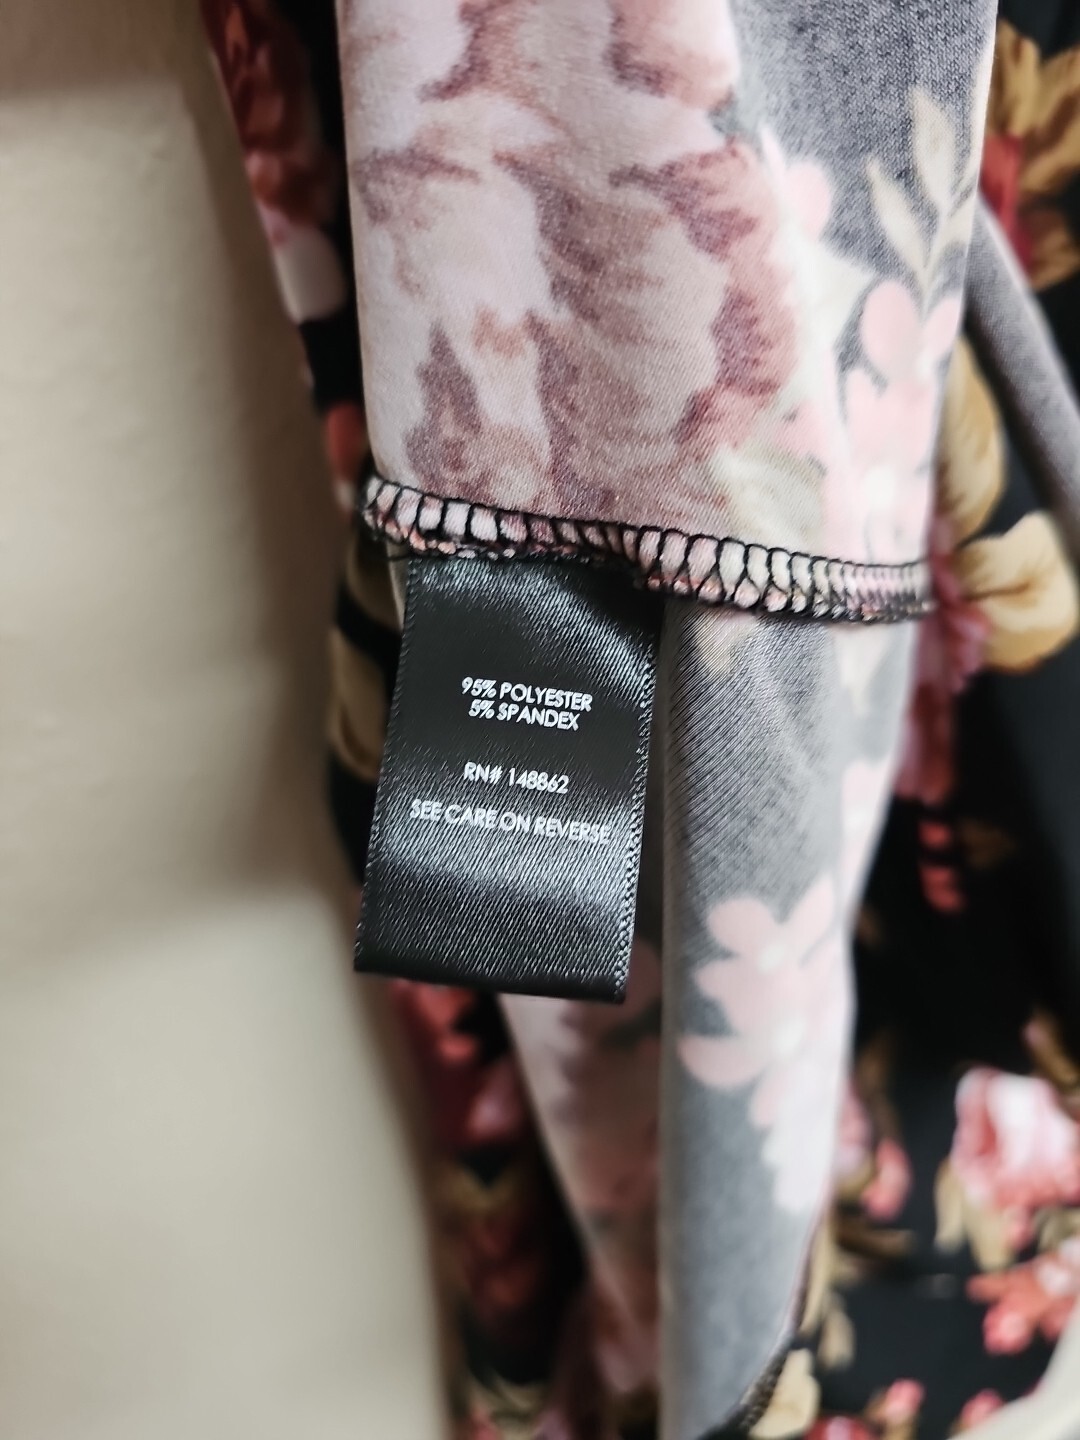 95% POLYESTER
5% SPANDEX
RN# 148862
SEE CARE ON REVERSE